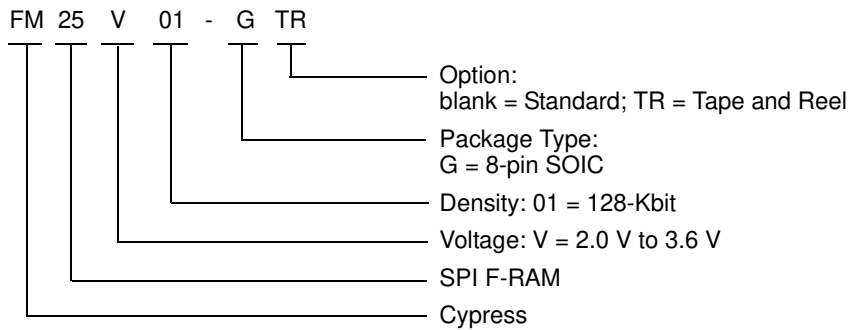 FM 25 V 01 - G TR
Option:
blank = Standard; TR = Tape and Reel
Package Type:
G = 8-pin SOIC
Density: 01 = 128-Kbit
Voltage: V = 2.0 V to 3.6 V
SPI F-RAM
Cypress